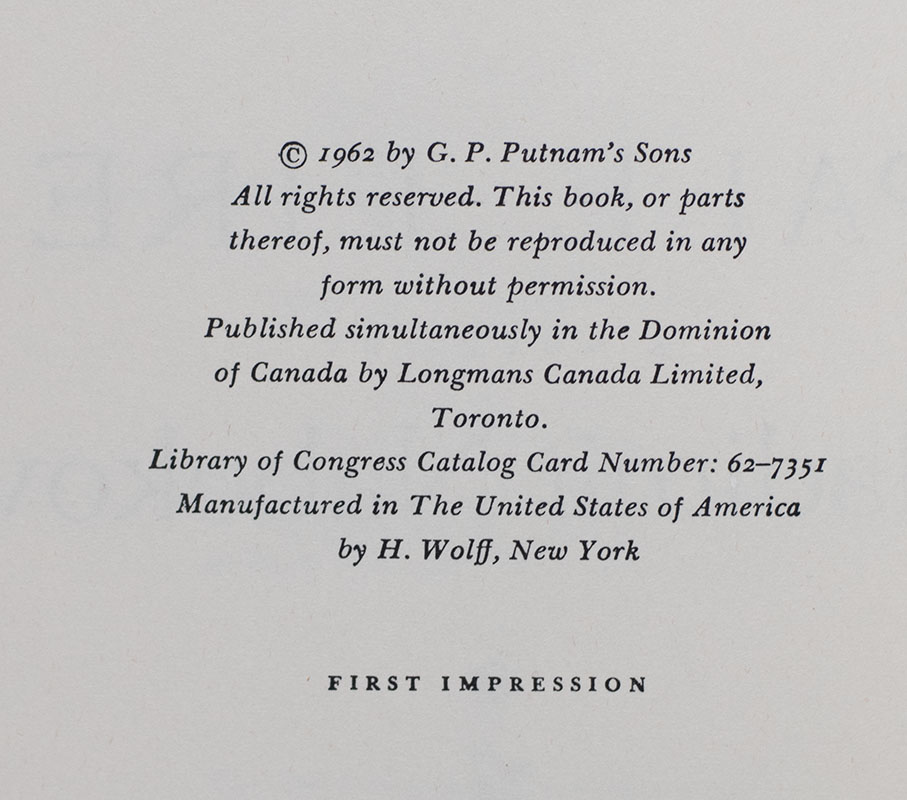 © 1962 by G. P. Putnam's Sons
All rights reserved. This book, or parts
thereof, must not be reproduced in any
form without permission.
Published simultaneously in the Dominion
of Canada by Longmans Canada Limited,
Toronto.
Library of Congress Catalog Card Number: 62–7351
Manufactured in The United States of America
by H. Wolff, New York
FIRST IMPRESSION